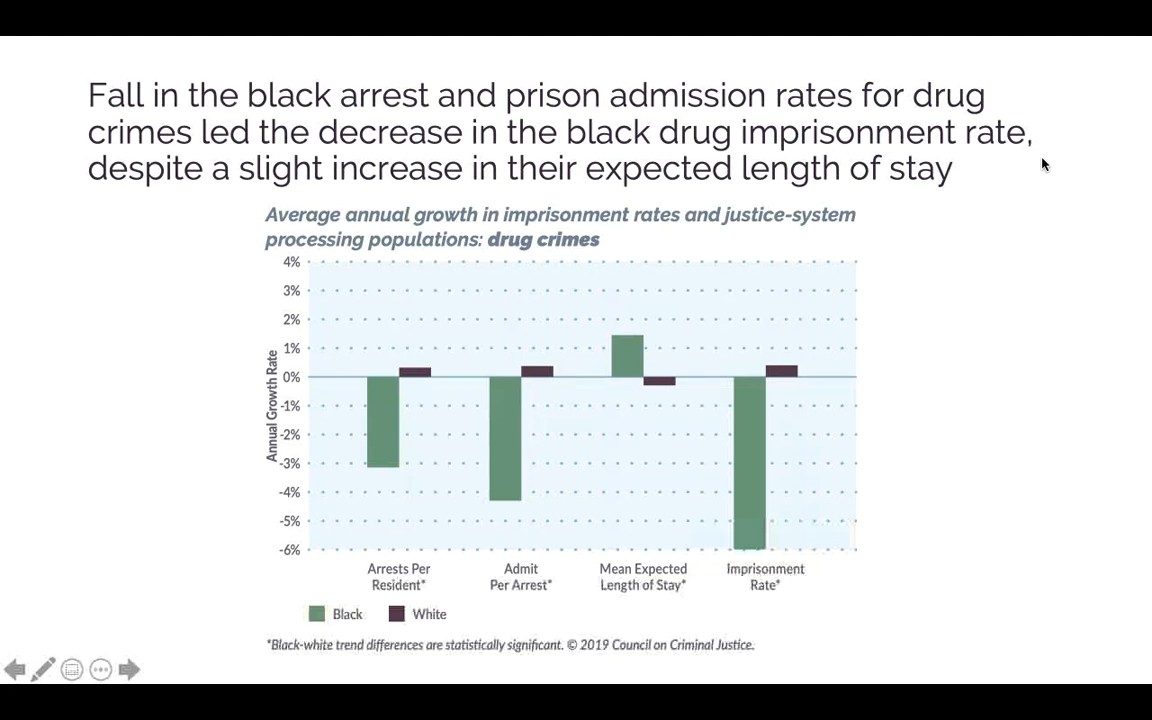 Fall in the black arrest and prison admission rates for drug
crimes led the decrease in the black drug imprisonment rate,
despite a slight increase in their expected length of stay
Average annual growth in imprisonment rates and justice-system
processing populations: drug crimes
4%
3%
2%
1%
0%
-1%
-2%
-3%
-4%
-5%
-6%
Annual Growth Rate
Arrests Per
Resident*
Admit
Per Arrest*
Mean Expected
Length of Stay*
Imprisonment
Rate*
Black
White
*Black-white trend differences are statistically significant. © 2019 Council on Criminal Justice.